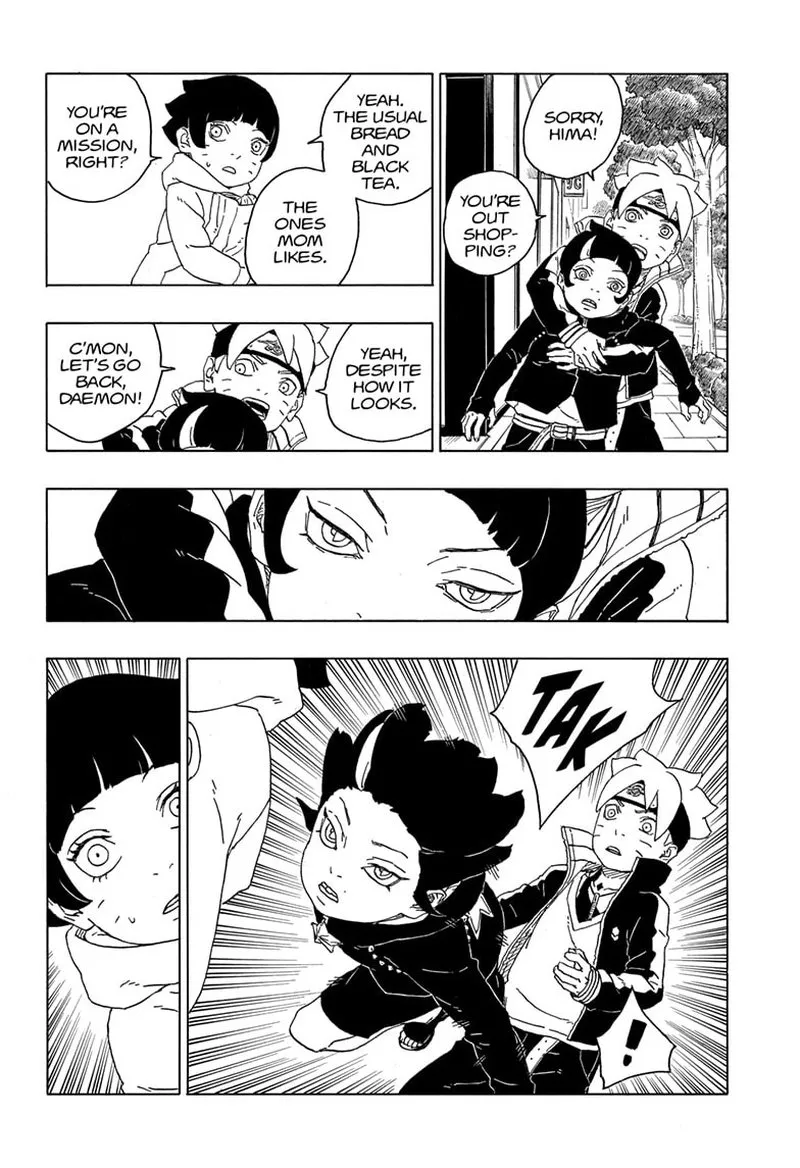 SORRY,
HIMA!
YOU'RE
OUT
SHOP-
PING?
YEAH.
THE USUAL
BREAD
AND
BLACK
TEA.
THE
ONES
MOM
LIKES.
YOU'RE
ON A
MISSION,
RIGHT?
YEAH,
DESPITE
HOW IT
LOOKS.
C'MON,
LET'S GO
BACK,
DAEMON!
TAK
!